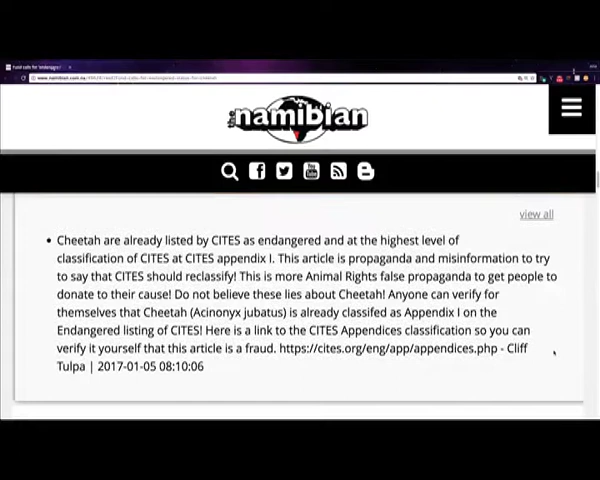 the namibian
You Tube
view all
• Cheetah are already listed by CITES as endangered and at the highest level of
classification of CITES at CITES appendix I. This article is propaganda and misinformation to try
to say that CITES should reclassify! This is more Animal Rights false propaganda to get people to
donate to their cause! Do not believe these lies about Cheetah! Anyone can verify for
themselves that Cheetah (Acinonyx jubatus) is already classifed as Appendix I on the
Endangered listing of CITES! Here is a link to the CITES Appendices classification so you can
verify it yourself that this article is a fraud. https://cites.org/eng/app/appendices.php - Cliff
Tulpa | 2017-01-05 08:10:06